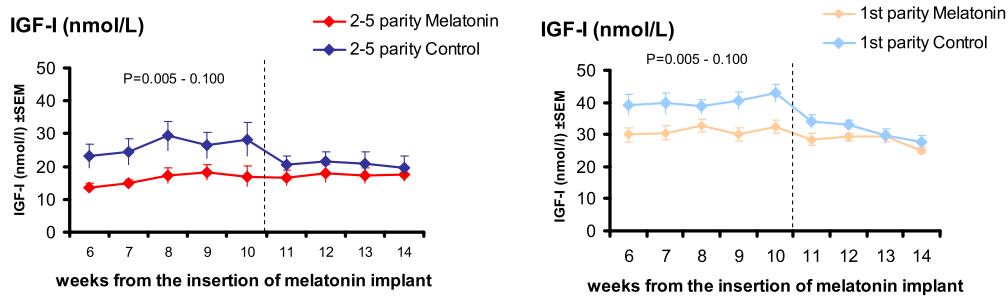 IGF-I (nmol/L)
2-5 parity Melatonin
2-5 parity Control
P=0.005 - 0.100
IGF-I (nmol/l) ±SEM
50
40
30
20
10
0
6 7 8 9 10 11 12 13 14
weeks from the insertion of melatonin implant
IGF-I (nmol/L)
1st parity Melatonin
1st parity Control
P=0.005 - 0.100
IGF-I (nmol/l) ±SEM
50
40
30
20
10
0
6 7 8 9 10 11 12 13 14
weeks from the insertion of melatonin implant